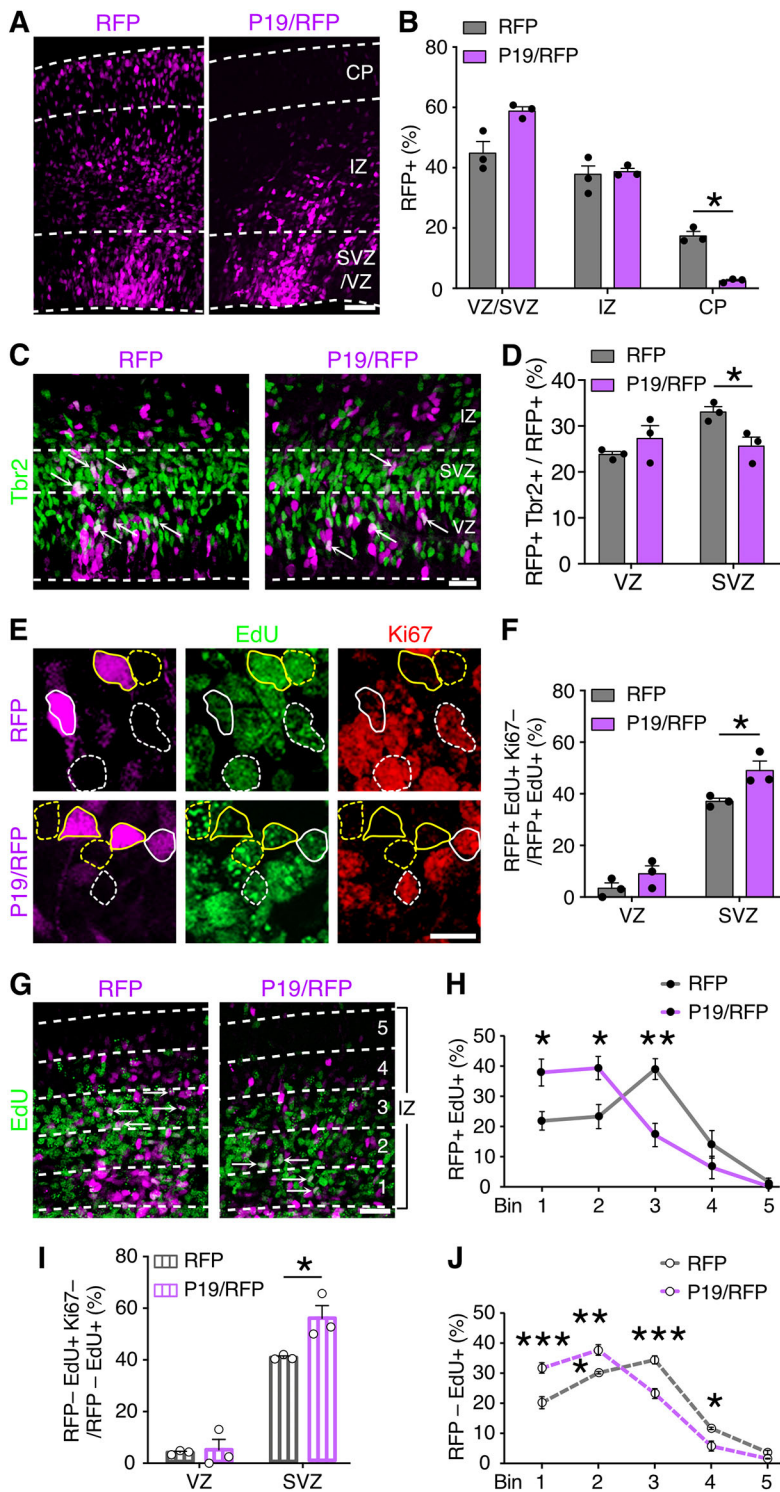 A
RFP
P19/RFP
CP
IZ
SVZ
/VZ
B
RFP
P19/RFP
RFP+ (%)
80
60
40
20
0
VZ/SVZ
IZ
CP
*
C
RFP
P19/RFP
Tbr2
IZ
SVZ
VZ
D
RFP
P19/RFP
RFP+ Tbr2+ / RFP+ (%)
40
30
20
10
0
VZ
SVZ
*
E
EdU
Ki67
RFP
P19/RFP
F
RFP
P19/RFP
RFP+ EdU+ Ki67–
/RFP+ EdU+ (%)
80
60
40
20
0
VZ
SVZ
*
G
RFP
P19/RFP
EdU
5
4
3
2
1
IZ
H
RFP
P19/RFP
RFP+ EdU+ (%)
50
40
30
20
10
0
* * **
Bin 1 2 3 4 5
I
RFP
P19/RFP
RFP– EdU+ Ki67–
/RFP – EdU+ (%)
80
60
40
20
0
VZ
SVZ
*
J
RFP
P19/RFP
RFP – EdU+ (%)
50
40
30
20
10
0
*** ** * *** *
Bin 1 2 3 4 5